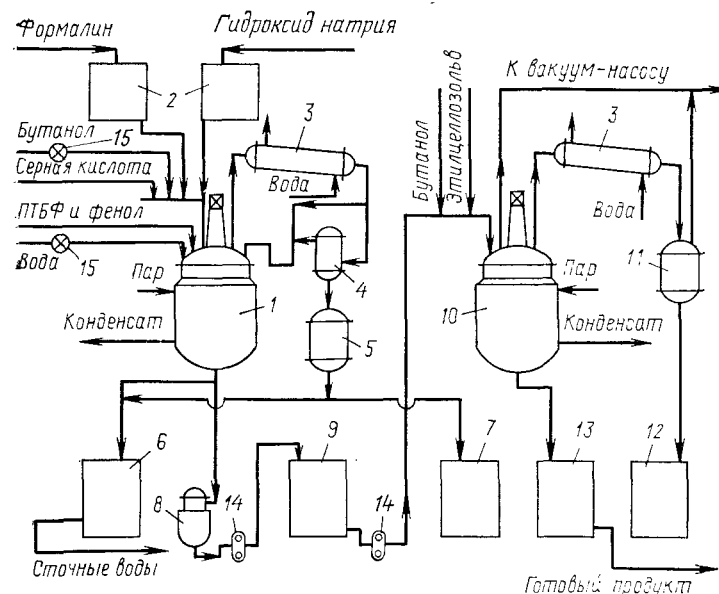 Формалин
Гидроксид натрия
К вакуум-насосу
2
3
3
Бутанол
15
Серная кислота
Бутанол
Этилцеллозольв
Вода
Вода
ПТБФ и фенол
Вода
15
Пар
4
11
Пар
1
10
Конденсат
5
Конденсат
6
9
7
13
12
8
14
14
Сточные воды
Готовый продукт